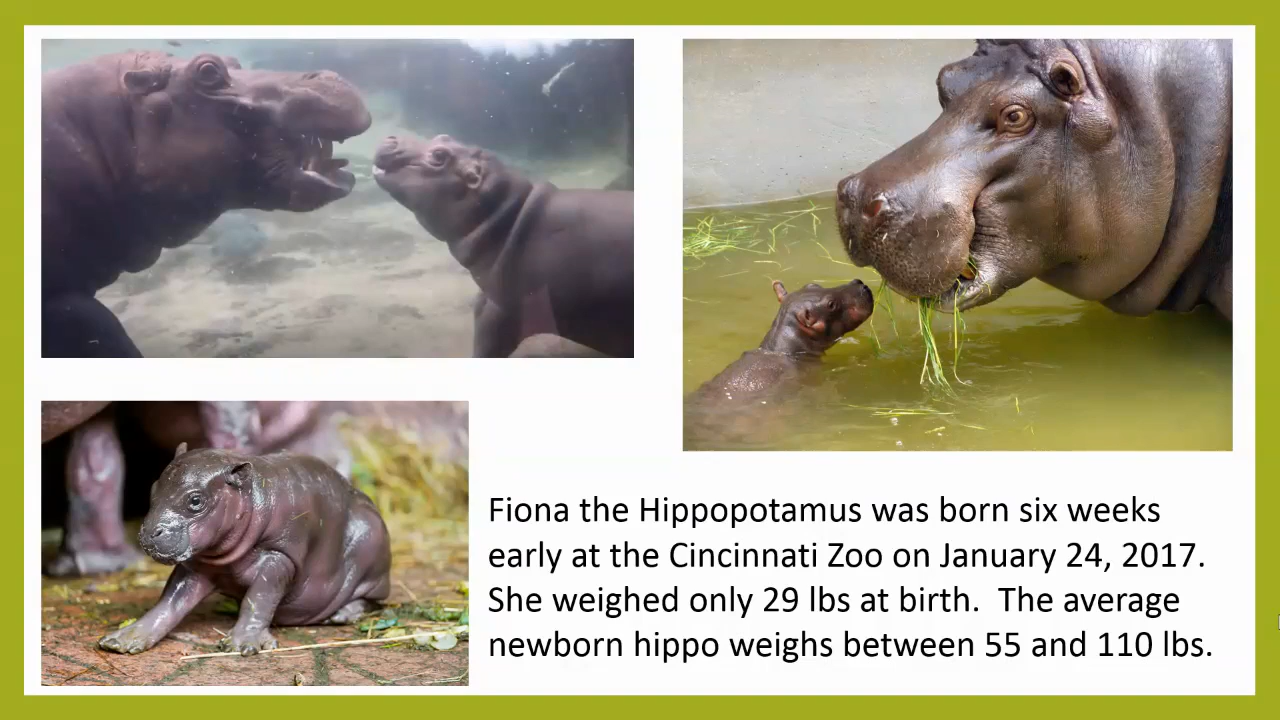 Fiona the Hippopotamus was born six weeks
early at the Cincinnati Zoo on January 24, 2017.
She weighed only 29 lbs at birth.  The average
newborn hippo weighs between 55 and 110 lbs.